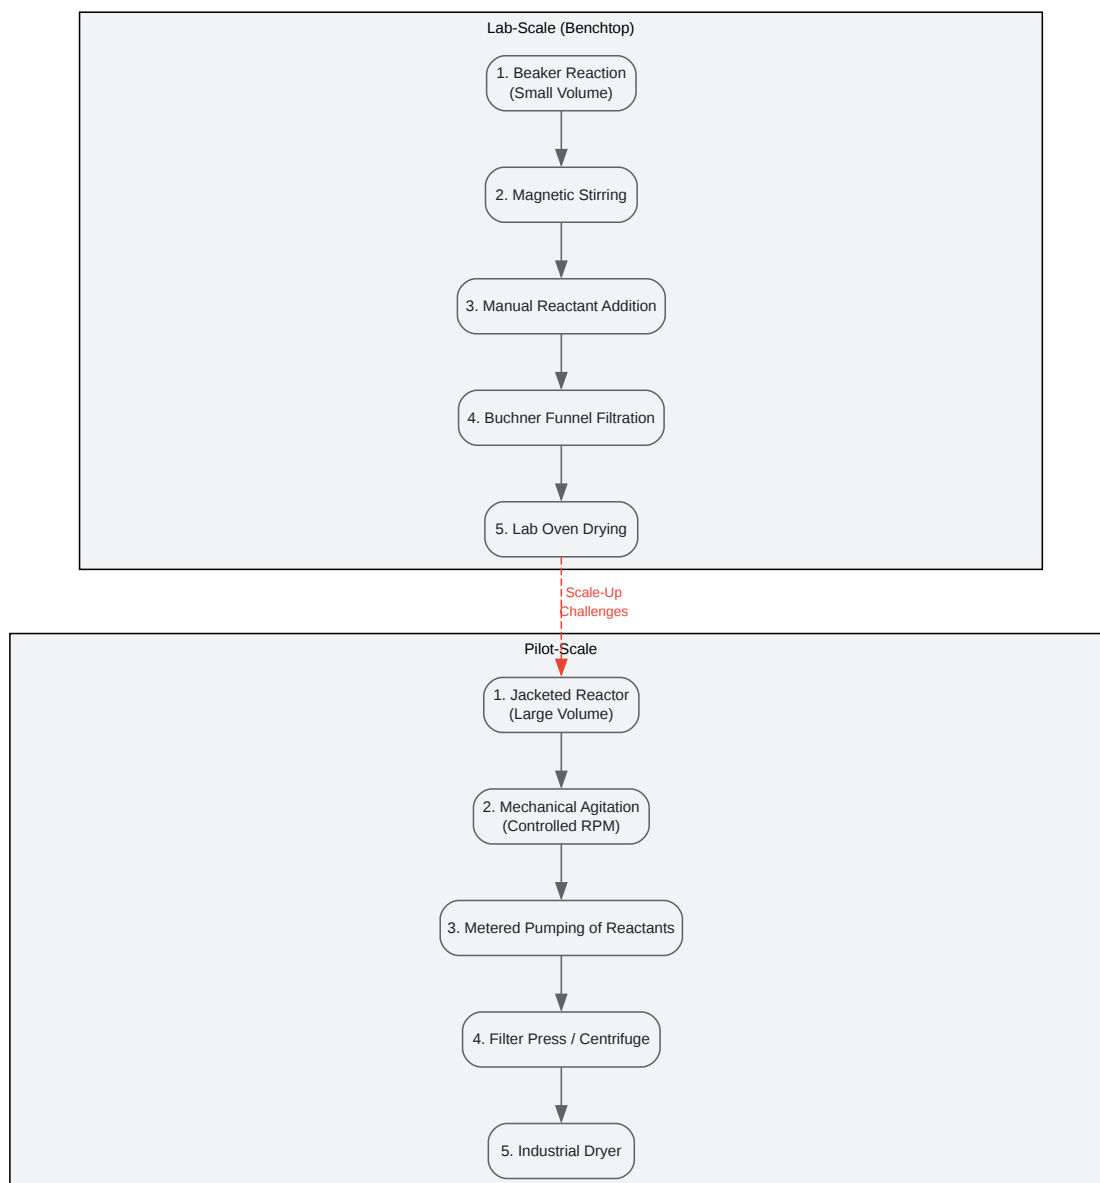 Lab-Scale (Benchtop)
1. Beaker Reaction
(Small Volume)
2. Magnetic Stirring
3. Manual Reactant Addition
4. Buchner Funnel Filtration
5. Lab Oven Drying
Scale-Up
Challenges
Pilot-Scale
1. Jacketed Reactor
(Large Volume)
2. Mechanical Agitation
(Controlled RPM)
3. Metered Pumping of Reactants
4. Filter Press / Centrifuge
5. Industrial Dryer